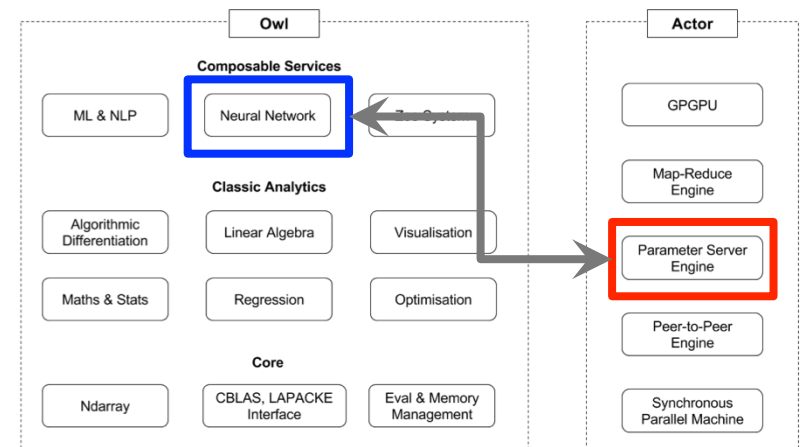 Owl
Actor
Composable Services
ML & NLP
Neural Network
Zoo System
GPGPU
Map-Reduce
Engine
Classic Analytics
Algorithmic
Differentiation
Linear Algebra
Visualisation
Parameter Server
Engine
Maths & Stats
Regression
Optimisation
Peer-to-Peer
Engine
Core
Ndarray
CBLAS, LAPACKE
Interface
Eval & Memory
Management
Synchronous
Parallel Machine